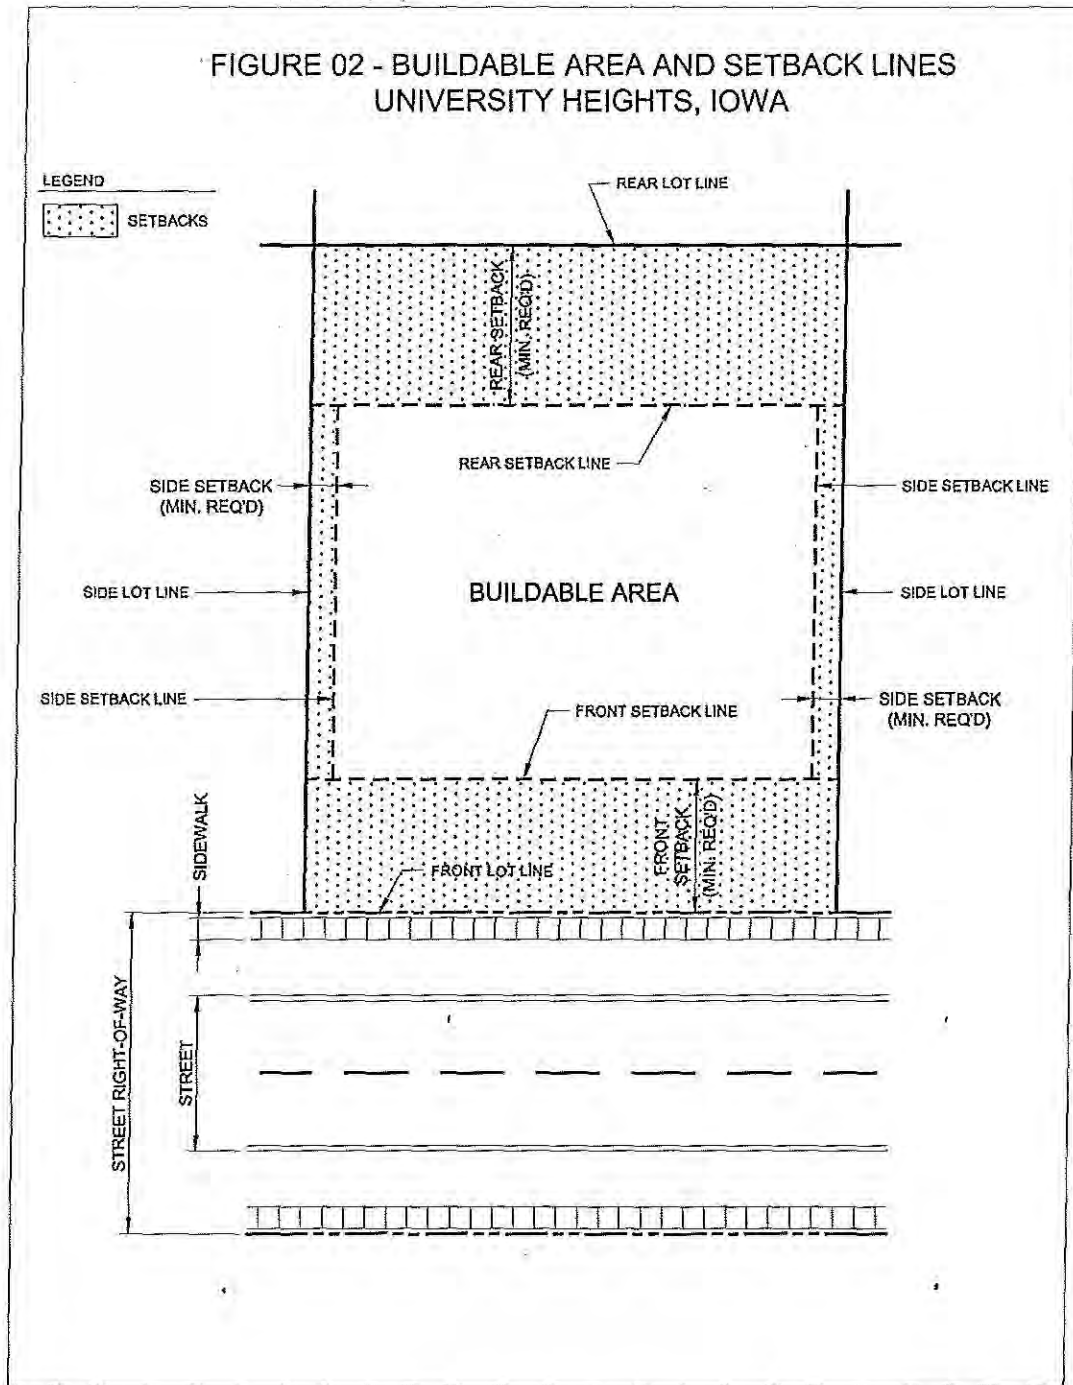 FIGURE 02 - BUILDABLE AREA AND SETBACK LINES
UNIVERSITY HEIGHTS, IOWA
LEGEND
SETBACKS
REAR LOT LINE
REAR SETBACK
(MIN. REQ'D)
REAR SETBACK LINE
SIDE SETBACK
(MIN. REQ'D)
SIDE SETBACK LINE
SIDE LOT LINE
BUILDABLE AREA
SIDE LOT LINE
SIDE SETBACK LINE
FRONT SETBACK LINE
SIDE SETBACK
(MIN. REQ'D)
SIDEWALK
FRONT LOT LINE
FRONT
SETBACK
(MIN. REQ'D)
STREET RIGHT-OF-WAY
STREET